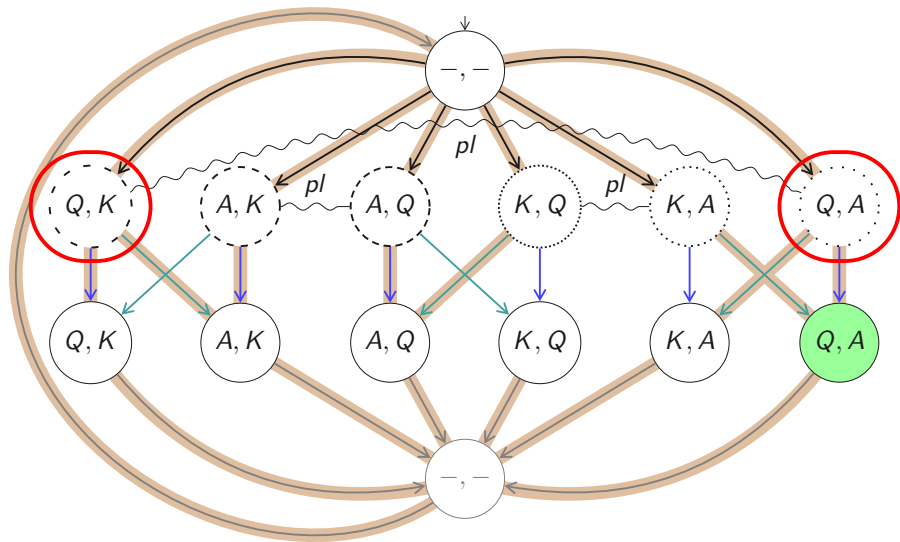 −, −
pl
pl
pl
Q, K
A, K
A, Q
K, Q
K, A
Q, A
Q, K
A, K
A, Q
K, Q
K, A
Q, A
−, −